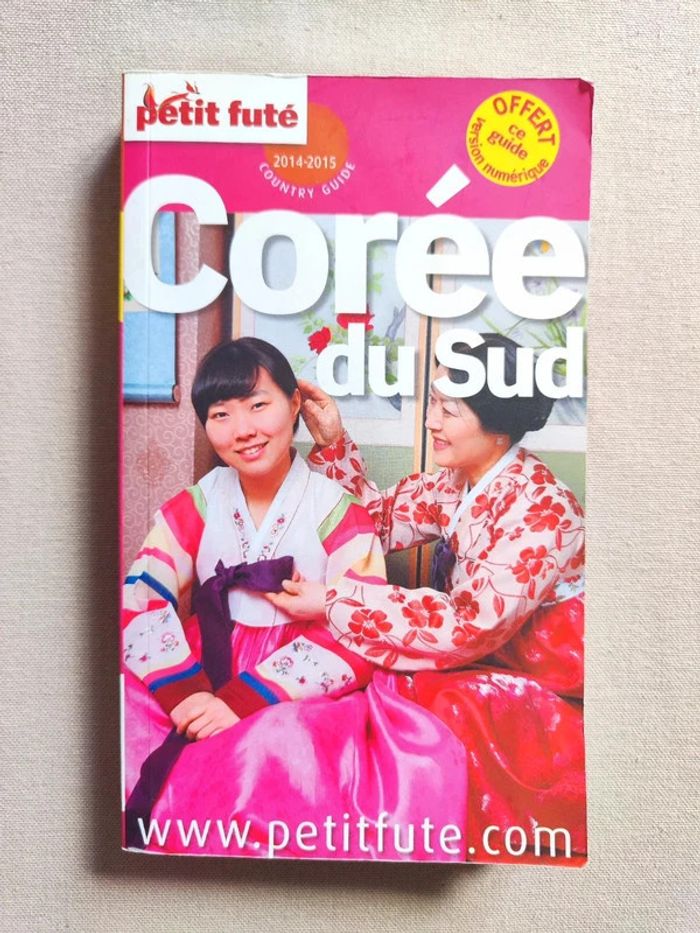 petit futé
2014-2015
COUNTRY GUIDE
OFFERT
ce
guide
version numérique
Corée
du Sud
www.petitfute.com